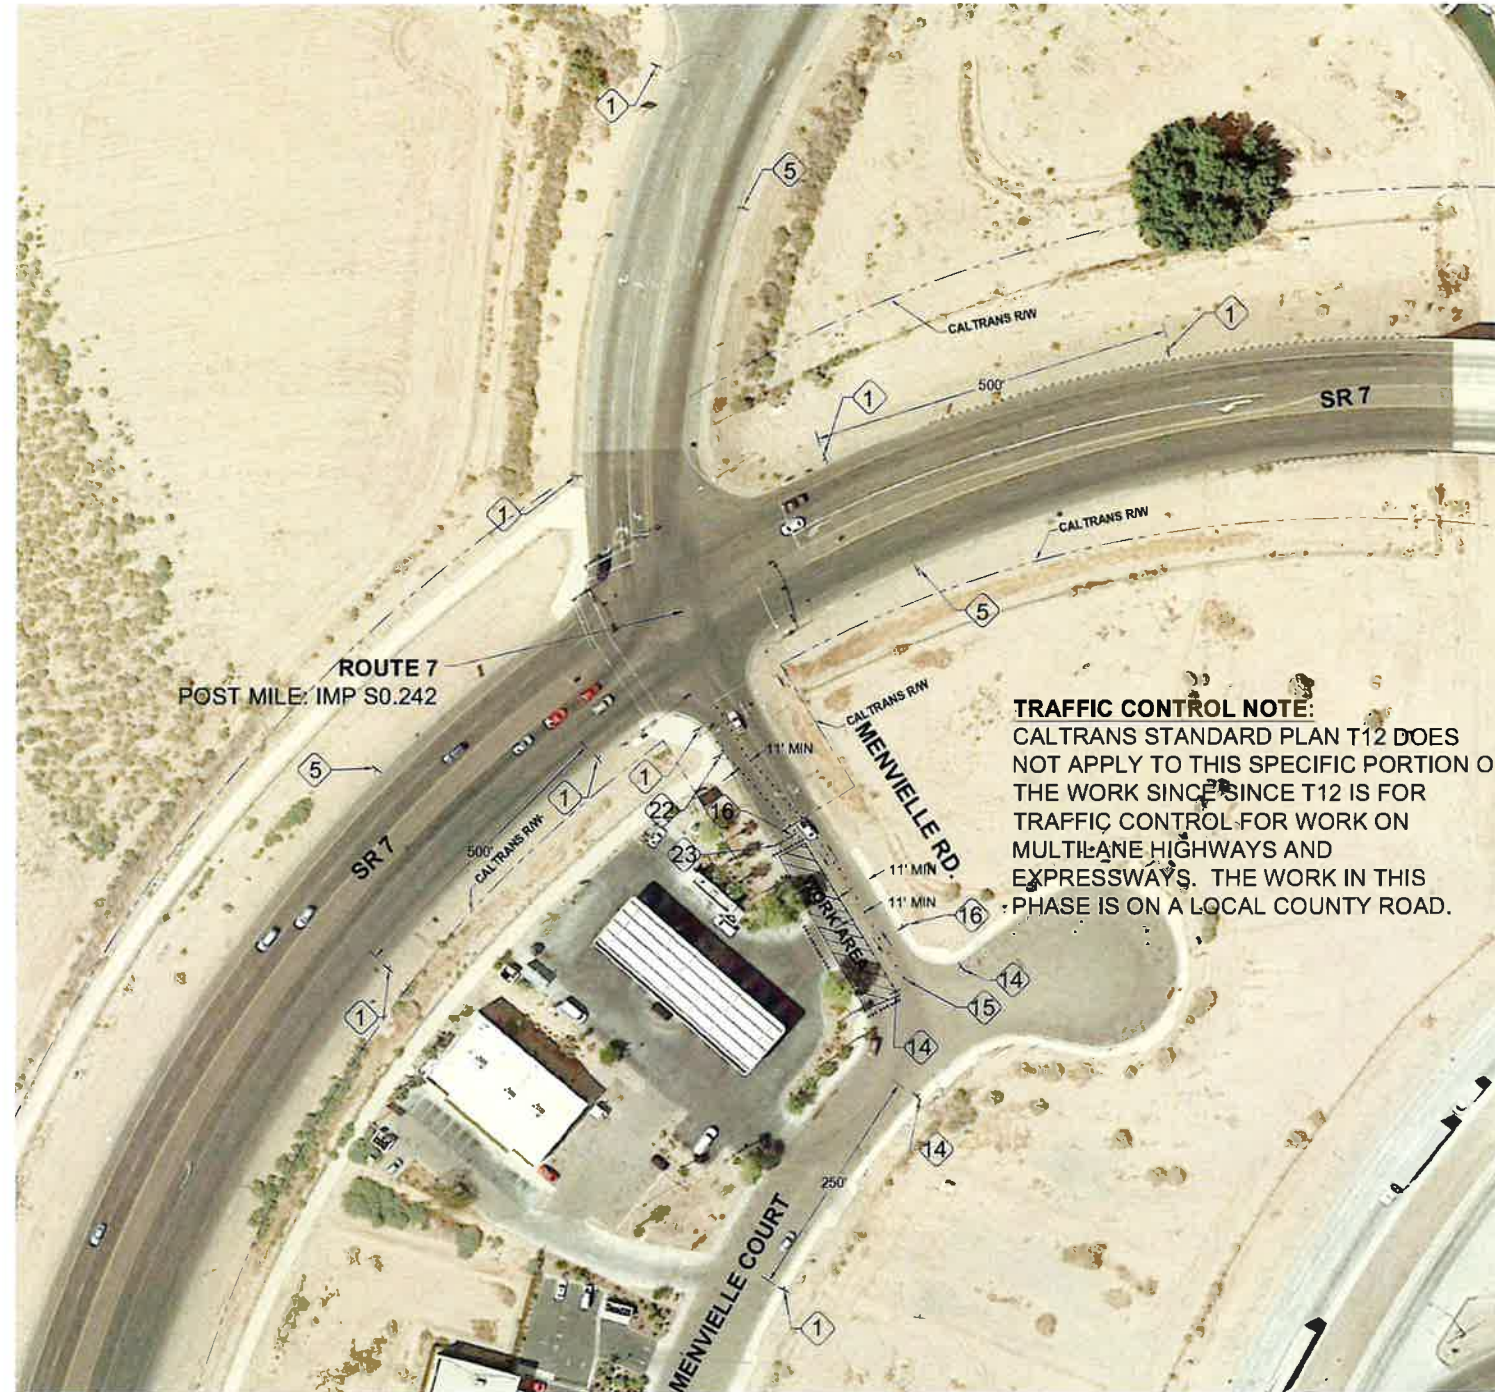 1
5
CALTRANS R/W
1
500'
1
SR 7
1
CALTRANS R/W
5
ROUTE 7
POST MILE: IMP S0.242
CALTRANS R/W
TRAFFIC CONTROL NOTE:
CALTRANS STANDARD PLAN T12 DOES
NOT APPLY TO THIS SPECIFIC PORTION O
THE WORK SINCE SINCE T12 IS FOR
TRAFFIC CONTROL FOR WORK ON
MULTILANE HIGHWAYS AND
EXPRESSWAYS. THE WORK IN THIS
PHASE IS ON A LOCAL COUNTY ROAD.
5
1
1
11' MIN
MENVIELLE RD.
22
16
23
SR 7
500'
CALTRANS R/W
11' MIN
11' MIN
16
WORK AREA
14
15
1
14
14
250'
MENVIELLE COURT
1